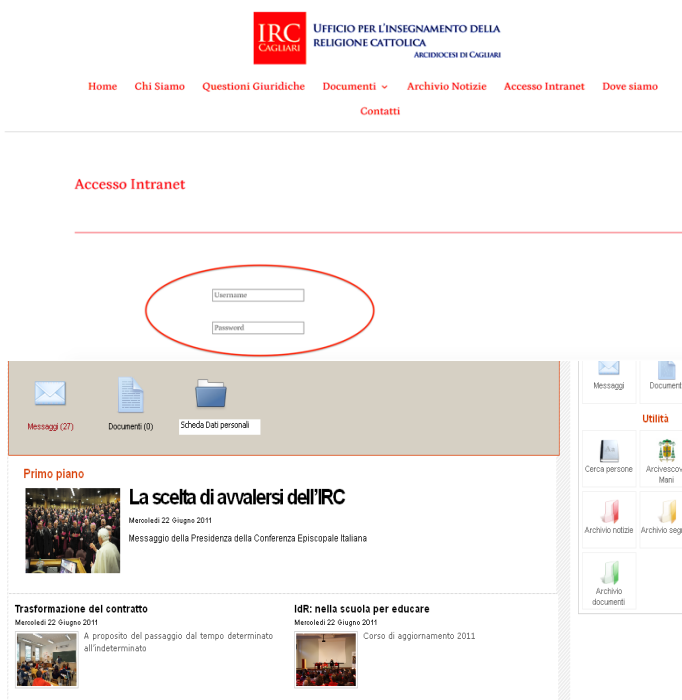 IRC
CAGLIARI
UFFICIO PER L'INSEGNAMENTO DELLA
RELIGIONE CATTOLICA
ARCIDIOCESI DI CAGLIARI
Home Chi Siamo Questioni Giuridiche Documenti Archivio Notizie Accesso Intranet Dove siamo
Contatti
Accesso Intranet
Username
Password
Messaggi (27) Documenti (0) Scheda Dati personali
Primo piano
La scelta di avvalersi dell'IRC
Mercoledì 22 Giugno 2011
Messaggio della Presidenza della Conferenza Episcopale Italiana
Trasformazione del contratto
Mercoledì 22 Giugno 2011
A proposito del passaggio dal tempo determinato
all'indeterminato
IdR: nella scuola per educare
Mercoledì 22 Giugno 2011
Corso di aggiornamento 2011
Messaggi Document
Utilità
Cerca persone Arcivescov
Mani
Archivio notizie Archivio segr
Archivio
documenti